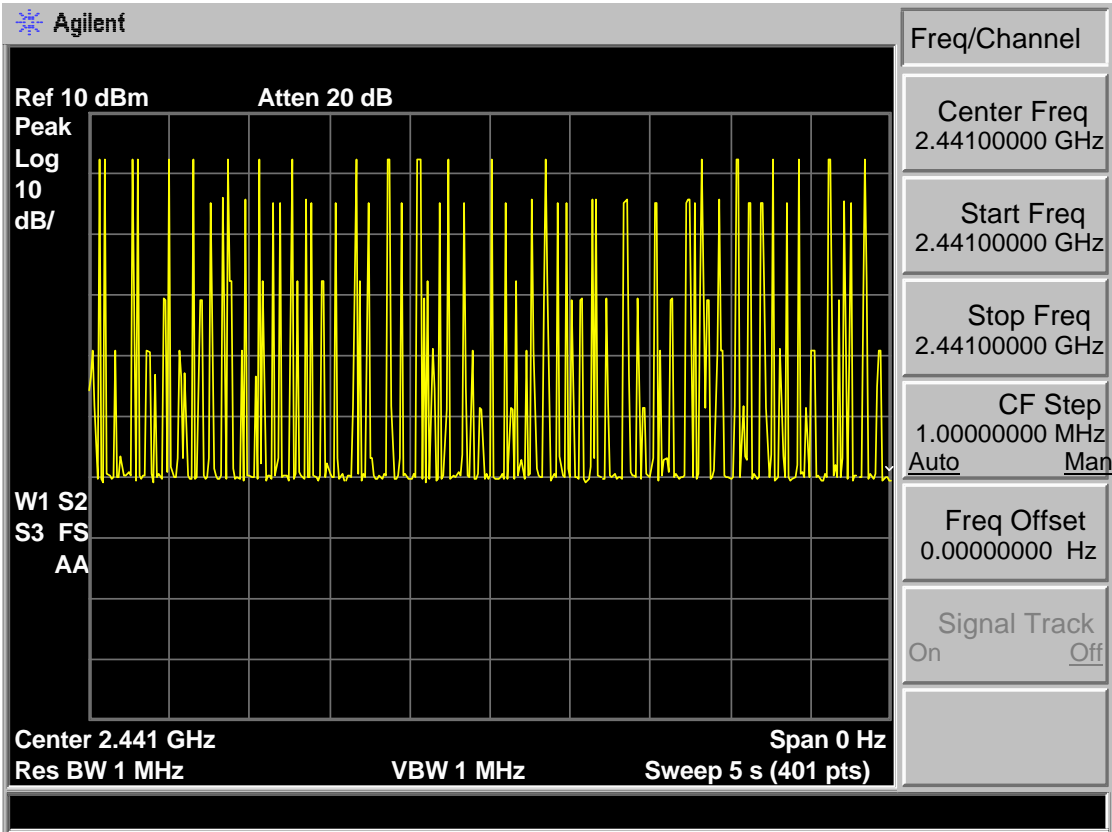 Agilent
Freq/Channel
Ref 10 dBm Atten 20 dB
Peak
Log
10
dB/
W1 S2
S3 FS
AA
Center 2.441 GHz Span 0 Hz
Res BW 1 MHz VBW 1 MHz Sweep 5 s (401 pts)
Center Freq
2.44100000 GHz
Start Freq
2.44100000 GHz
Stop Freq
2.44100000 GHz
CF Step
1.00000000 MHz
Auto Man
Freq Offset
0.00000000 Hz
Signal Track
On Off